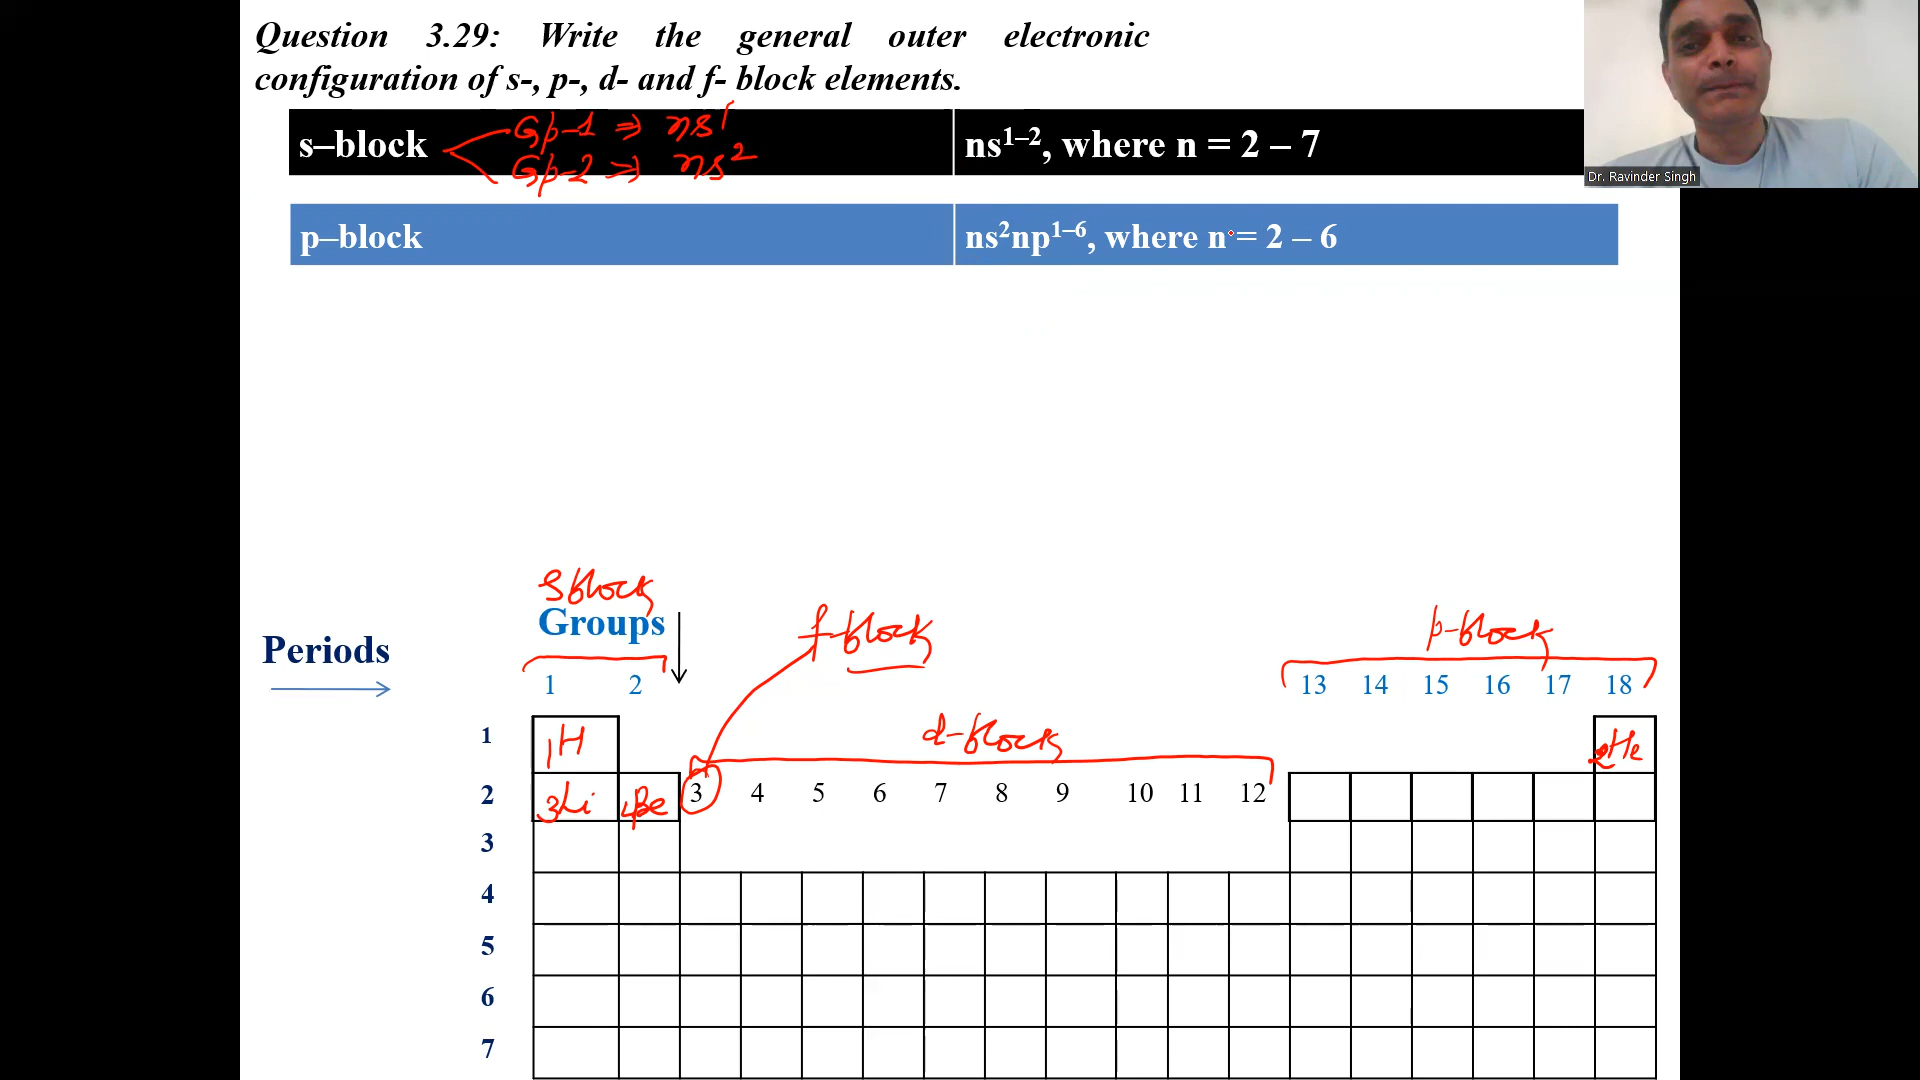 Question 3.29: Write the general outer electronic
configuration of s-, p-, d- and f- block elements.
s–block
Gp-1 ⇒ ns¹
Gp-2 ⇒ ns²
ns¹⁻², where n = 2 – 7
Dr. Ravinder Singh
p–block
ns²np¹⁻⁶, where n = 2 – 6
s block
Groups
f-block
p-block
Periods
1 2 13 14 15 16 17 18
d-block
1 ₁H ₂He
2 ₃Li ₄Be 3 4 5 6 7 8 9 10 11 12
3
4
5
6
7